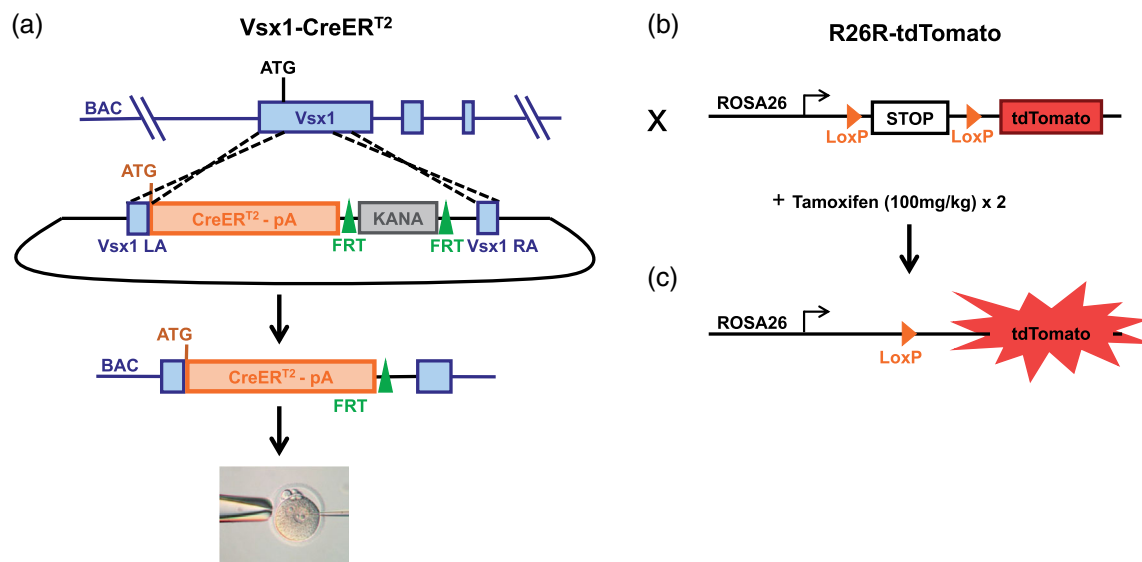 (a)
Vsx1-CreERT2
ATG
BAC
Vsx1
ATG
CreERT2 - pA
KANA
Vsx1 LA
FRT
FRT
Vsx1 RA
ATG
BAC
CreERT2 - pA
FRT
(b)
R26R-tdTomato
X
ROSA26
STOP
tdTomato
LoxP
LoxP
+ Tamoxifen (100mg/kg) x 2
(c)
ROSA26
tdTomato
LoxP